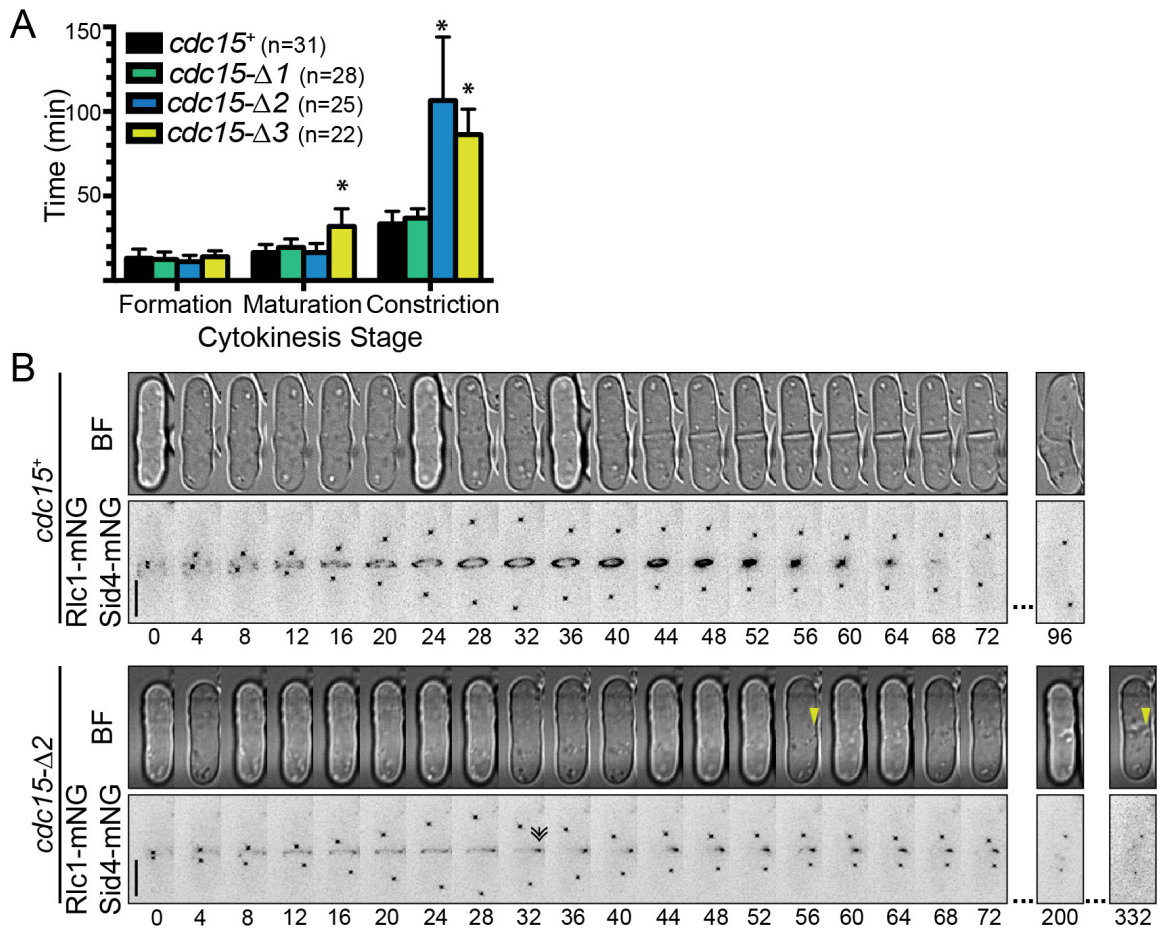 A
150
100
50
0
Time (min)
cdc15+ (n=31)
cdc15-Δ1 (n=28)
cdc15-Δ2 (n=25)
cdc15-Δ3 (n=22)
*
*
*
Formation Maturation Constriction
Cytokinesis Stage
B
cdc15+
BF
Rlc1-mNG
Sid4-mNG
0 4 8 12 16 20 24 28 32 36 40 44 48 52 56 60 64 68 72 ... 96
cdc15-Δ2
BF
Rlc1-mNG
Sid4-mNG
0 4 8 12 16 20 24 28 32 36 40 44 48 52 56 60 64 68 72 ... 200 ... 332